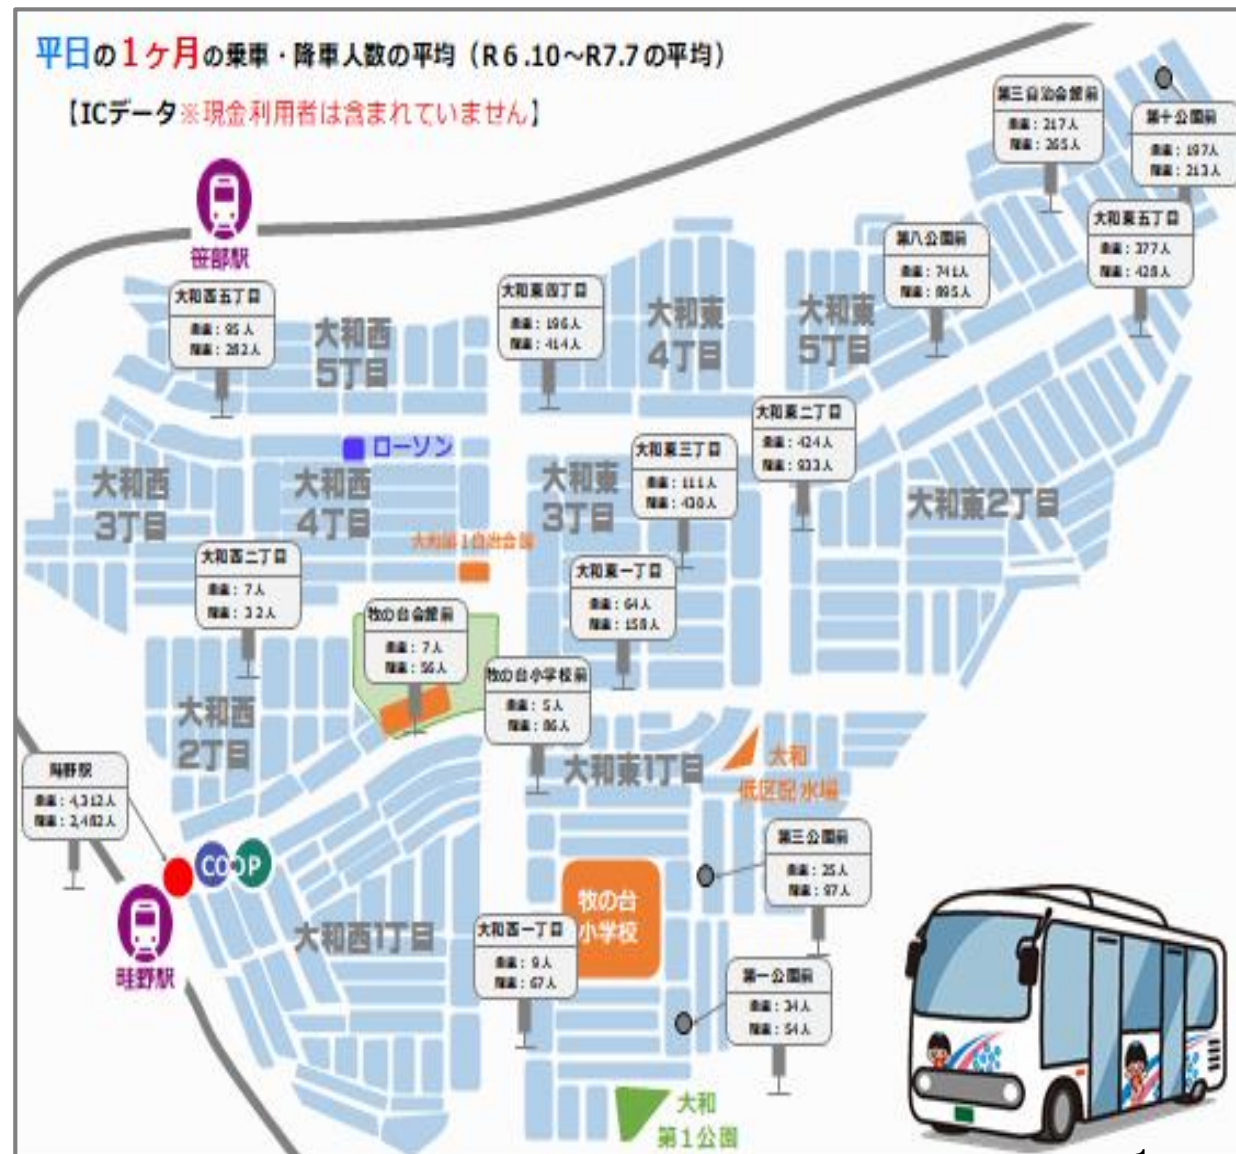 平日の1ヶ月の乗車・降車人数の平均（R6.10～R7.7の平均）
【ICデータ※現金利用者は含まれていません】
第三自治会館前
乗車：217人
降車：265人
第十公園前
乗車：197人
降車：213人
笹部駅
大和東五丁目
乗車：377人
降車：428人
第八公園前
乗車：741人
降車：895人
大和西五丁目
乗車：95人
降車：262人
大和東四丁目
乗車：196人
降車：414人
大和西
5丁目
大和東
4丁目
大和東
5丁目
大和東二丁目
乗車：424人
降車：933人
ローソン
大和東三丁目
乗車：111人
降車：430人
大和西
3丁目
大和西
4丁目
大和東
3丁目
大和東2丁目
大和第1自治会館
大和西二丁目
乗車：7人
降車：32人
大和東一丁目
乗車：64人
降車：158人
牧の台会館前
乗車：7人
降車：56人
牧の台小学校前
乗車：5人
降車：86人
大和西
2丁目
大和東1丁目
大和
低区配水場
畦野駅
乗車：4,312人
降車：2,482人
COOP
第三公園前
乗車：25人
降車：97人
牧の台
小学校
大和西1丁目
大和西一丁目
乗車：9人
降車：67人
畦野駅
第一公園前
乗車：34人
降車：54人
大和
第1公園
1